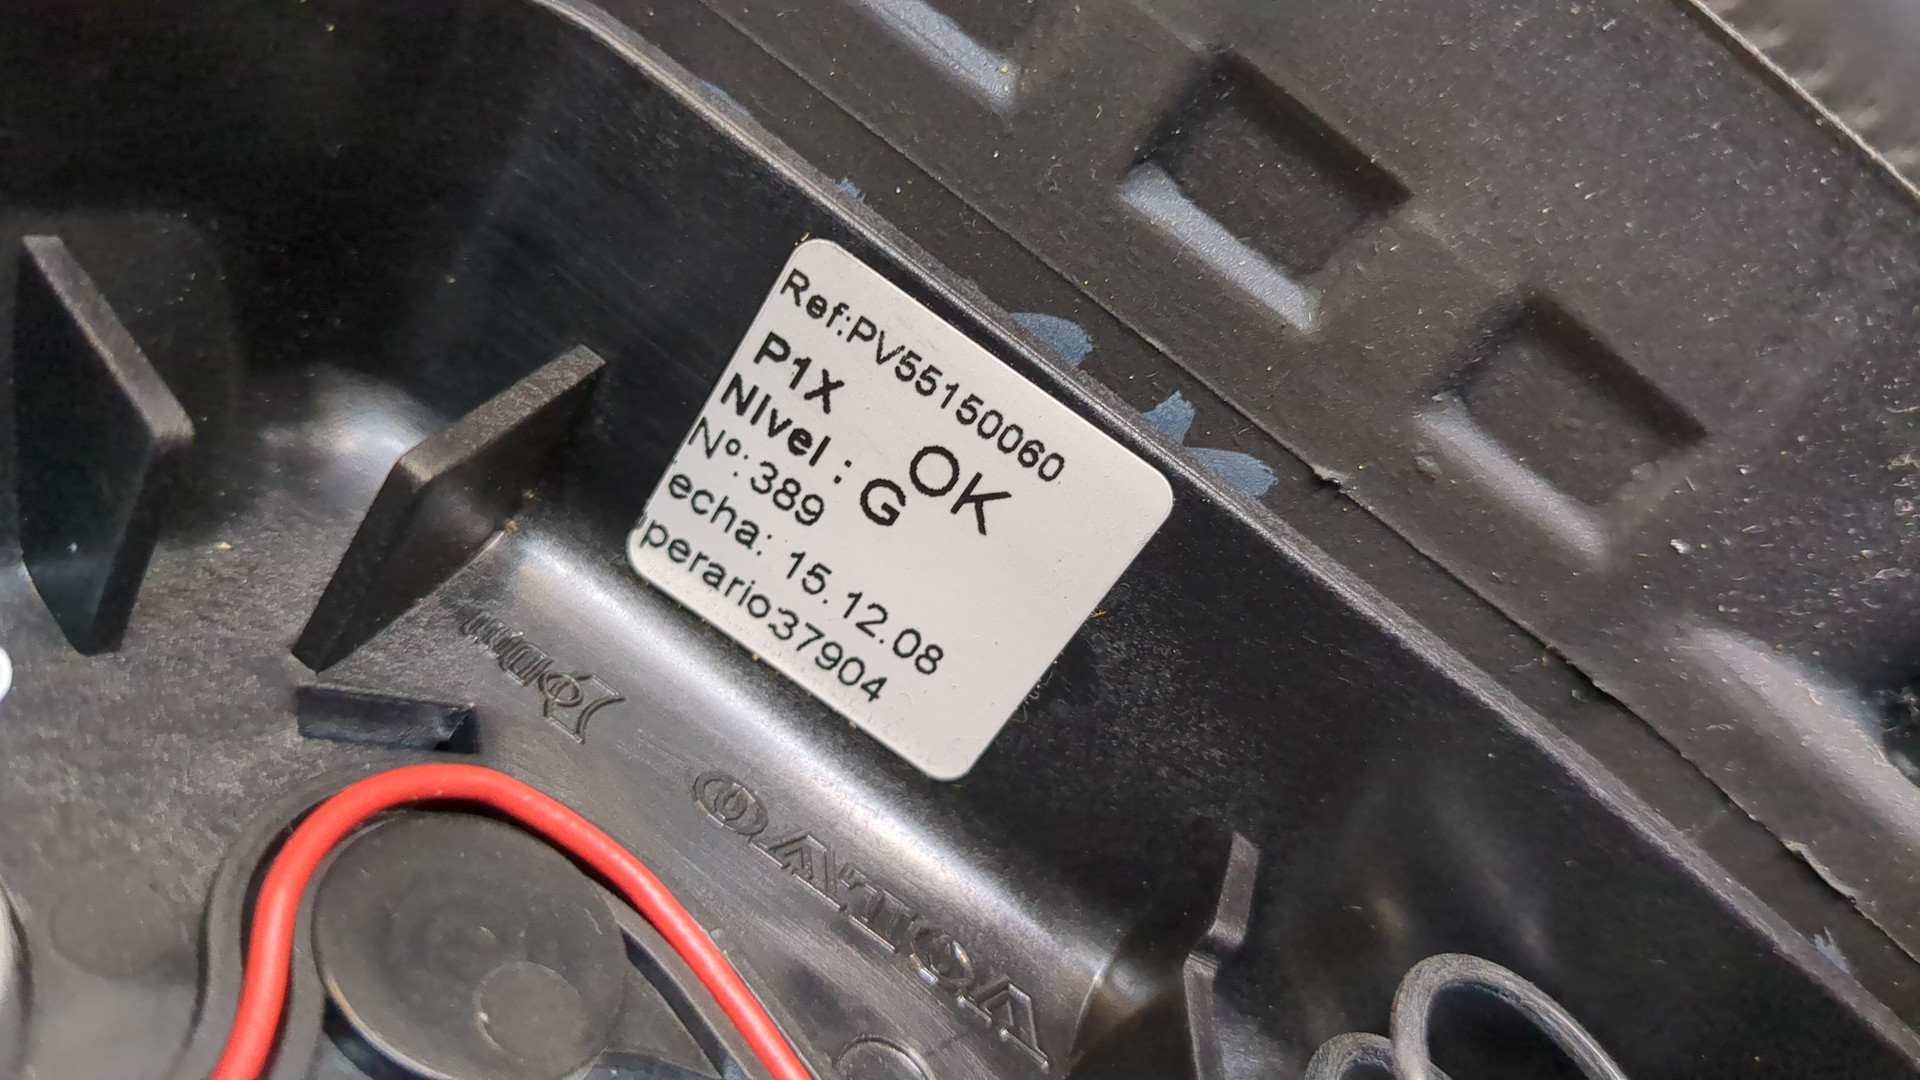 Ref:PV55150060
P1X OK
NIvel : G
Nº: 389
echa: 15.12.08
perario37904